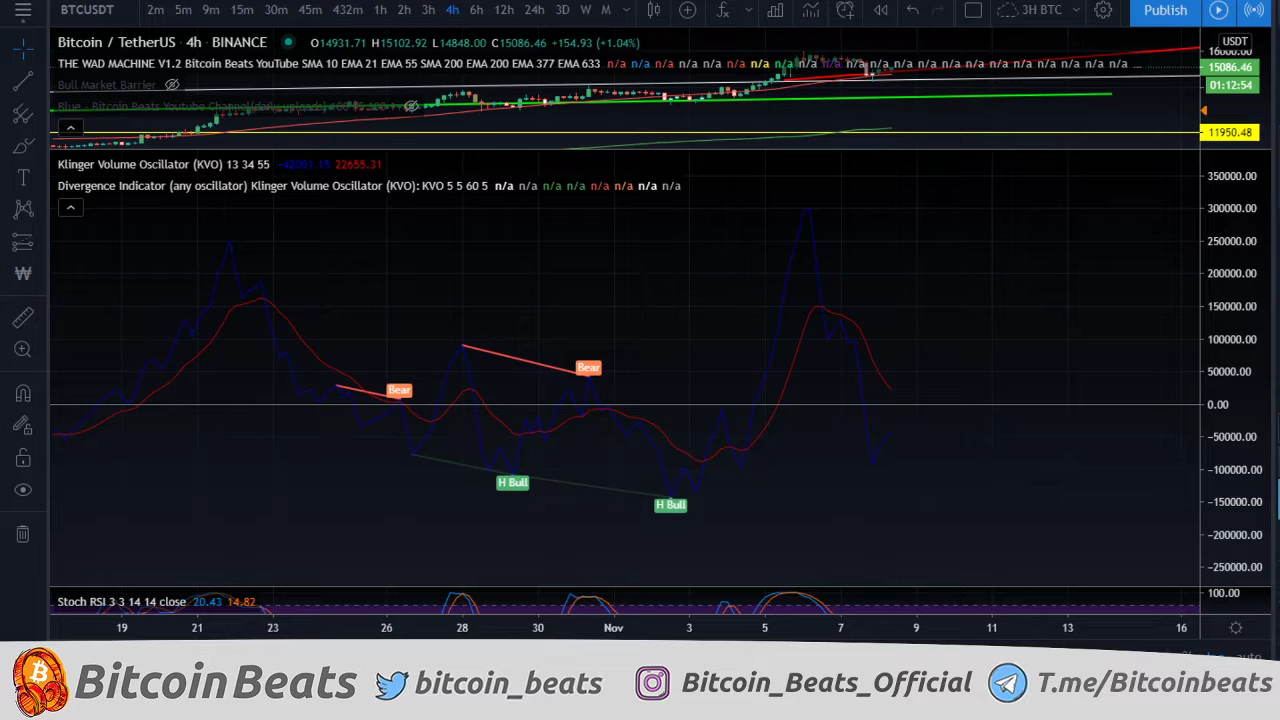 BTCUSDT 2m 5m 9m 15m 30m 45m 432m 1h 2h 3h 4h 6h 12h 24h 3D W M 3H BTC Publish
Bitcoin / TetherUS · 4h · BINANCE O14931.71 H15102.92 L14848.00 C15086.46 +154.93 (+1.04%)
USDT
THE WAD MACHINE V1.2 Bitcoin Beats YouTube SMA 10 EMA 21 EMA 55 SMA 200 EMA 200 EMA 377 EMA 633 n/a n/a n/a n/a n/a n/a n/a n/a n/a n/a n/a n/a n/a n/a n/a n/a n/a n/a n/a n/a n/a n/a ...
15086.46
Bull Market Barrier
01:12:54
11950.48
Klinger Volume Oscillator (KVO) 13 34 55 −42001.15 22655.31
Divergence Indicator (any oscillator) Klinger Volume Oscillator (KVO): KVO 5 5 60 5 n/a n/a n/a n/a n/a n/a n/a n/a
350000.00
300000.00
250000.00
200000.00
150000.00
100000.00
50000.00
0.00
−50000.00
−100000.00
−150000.00
−200000.00
−250000.00
Bear
Bear
H Bull
H Bull
Stoch RSI 3 3 14 14 close 20.43 14.82
100.00
19 21 23 26 28 30 Nov 3 5 7 9 11 13 16
BitcoinBeats bitcoin_beats Bitcoin_Beats_Official T.me/Bitcoinbeats